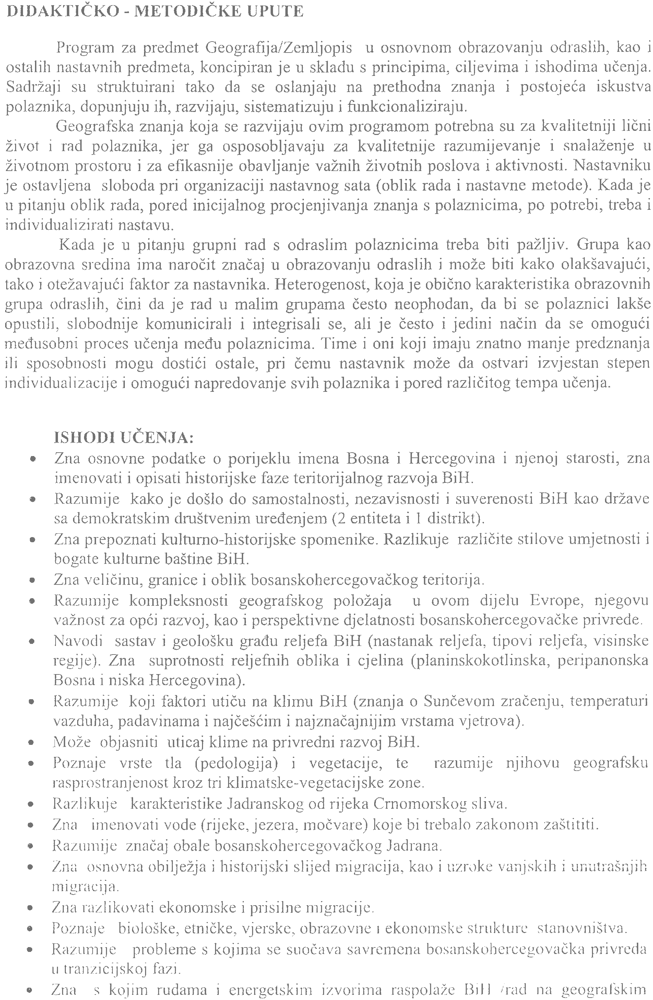 DIDAKTIČKO - METODIČKE UPUTE
Program za predmet Geografija/Zemljopis u osnovnom obrazovanju odraslih, kao i
ostalih nastavnih predmeta, koncipiran je u skladu s principima, ciljevima i ishodima učenja.
Sadržaji su struktuirani tako da se oslanjaju na prethodna znanja i postojeća iskustva
polaznika, dopunjuju ih, razvijaju, sistematizuju i funkcionaliziraju.
Geografska znanja koja se razvijaju ovim programom potrebna su za kvalitetniji lični
život i rad polaznika, jer ga osposobljavaju za kvalitetnije razumijevanje i snalaženje u
životnom prostoru i za efikasnije obavljanje važnih životnih poslova i aktivnosti. Nastavniku
je ostavljena sloboda pri organizaciji nastavnog sata (oblik rada i nastavne metode). Kada je
u pitanju oblik rada, pored inicijalnog procjenjivanja znanja s polaznicima, po potrebi, treba i
individualizirati nastavu.
Kada je u pitanju grupni rad s odraslim polaznicima treba biti pažljiv. Grupa kao
obrazovna sredina ima naročit značaj u obrazovanju odraslih i može biti kako olakšavajući,
tako i otežavajući faktor za nastavnika. Heterogenost, koja je obično karakteristika obrazovnih
grupa odraslih, čini da je rad u malim grupama često neophodan, da bi se polaznici lakše
opustili, slobodnije komunicirali i integrisali se, ali je često i jedini način da se omogući
međusobni proces učenja među polaznicima. Time i oni koji imaju znatno manje predznanja
ili sposobnosti mogu dostići ostale, pri čemu nastavnik može da ostvari izvjestan stepen
individualizacije i omogući napredovanje svih polaznika i pored različitog tempa učenja.
ISHODI UČENJA:
• Zna osnovne podatke o porijeklu imena Bosna i Hercegovina i njenoj starosti, zna
imenovati i opisati historijske faze teritorijalnog razvoja BiH.
• Razumije kako je došlo do samostalnosti, nezavisnosti i suverenosti BiH kao države
sa demokratskim društvenim uređenjem (2 entiteta i 1 distrikt).
• Zna prepoznati kulturno-historijske spomenike. Razlikuje različite stilove umjetnosti i
bogate kulturne baštine BiH.
• Zna veličinu, granice i oblik bosanskohercegovačkog teritorija.
• Razumije kompleksnosti geografskog položaja u ovom dijelu Evrope, njegovu
važnost za opći razvoj, kao i perspektivne djelatnosti bosanskohercegovačke privrede.
• Navodi sastav i geološku građu reljefa BiH (nastanak reljefa, tipovi reljefa, visinske
regije). Zna suprotnosti reljefnih oblika i cjelina (planinskokotlinska, peripanonska
Bosna i niska Hercegovina).
• Razumije koji faktori utiču na klimu BiH (znanja o Sunčevom zračenju, temperaturi
vazduha, padavinama i najčešćim i najznačajnijim vrstama vjetrova).
• Može objasniti uticaj klime na privredni razvoj BiH.
• Poznaje vrste tla (pedologija) i vegetacije, te razumije njihovu geografsku
rasprostranjenost kroz tri klimatske-vegetacijske zone.
• Razlikuje karakteristike Jadranskog od rijeka Crnomorskog sliva.
• Zna imenovati vode (rijeke, jezera, močvare) koje bi trebalo zakonom zaštititi.
• Razumije značaj obale bosanskohercegovačkog Jadrana.
• Zna osnovna obilježja i historijski slijed migracija, kao i uzroke vanjskih i unutrašnjih
migracija.
• Zna razlikovati ekonomske i prisilne migracije.
• Poznaje biološke, etničke, vjerske, obrazovne i ekonomske strukture stanovništva.
• Razumije probleme s kojima se suočava savremena bosanskohercegovačka privreda
u tranzicijskoj fazi.
• Zna s kojim rudama i energetskim izvorima raspolaže BiH /rad na geografskim